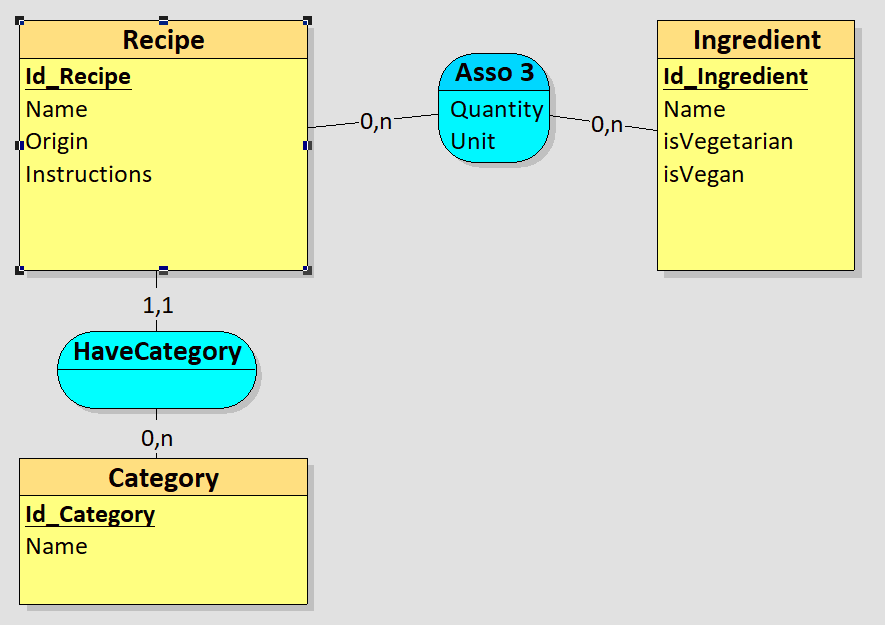 Recipe
Id_Recipe
Name
Origin
Instructions
0,n
Asso 3
Quantity
Unit
0,n
Ingredient
Id_Ingredient
Name
isVegetarian
isVegan
1,1
HaveCategory
0,n
Category
Id_Category
Name